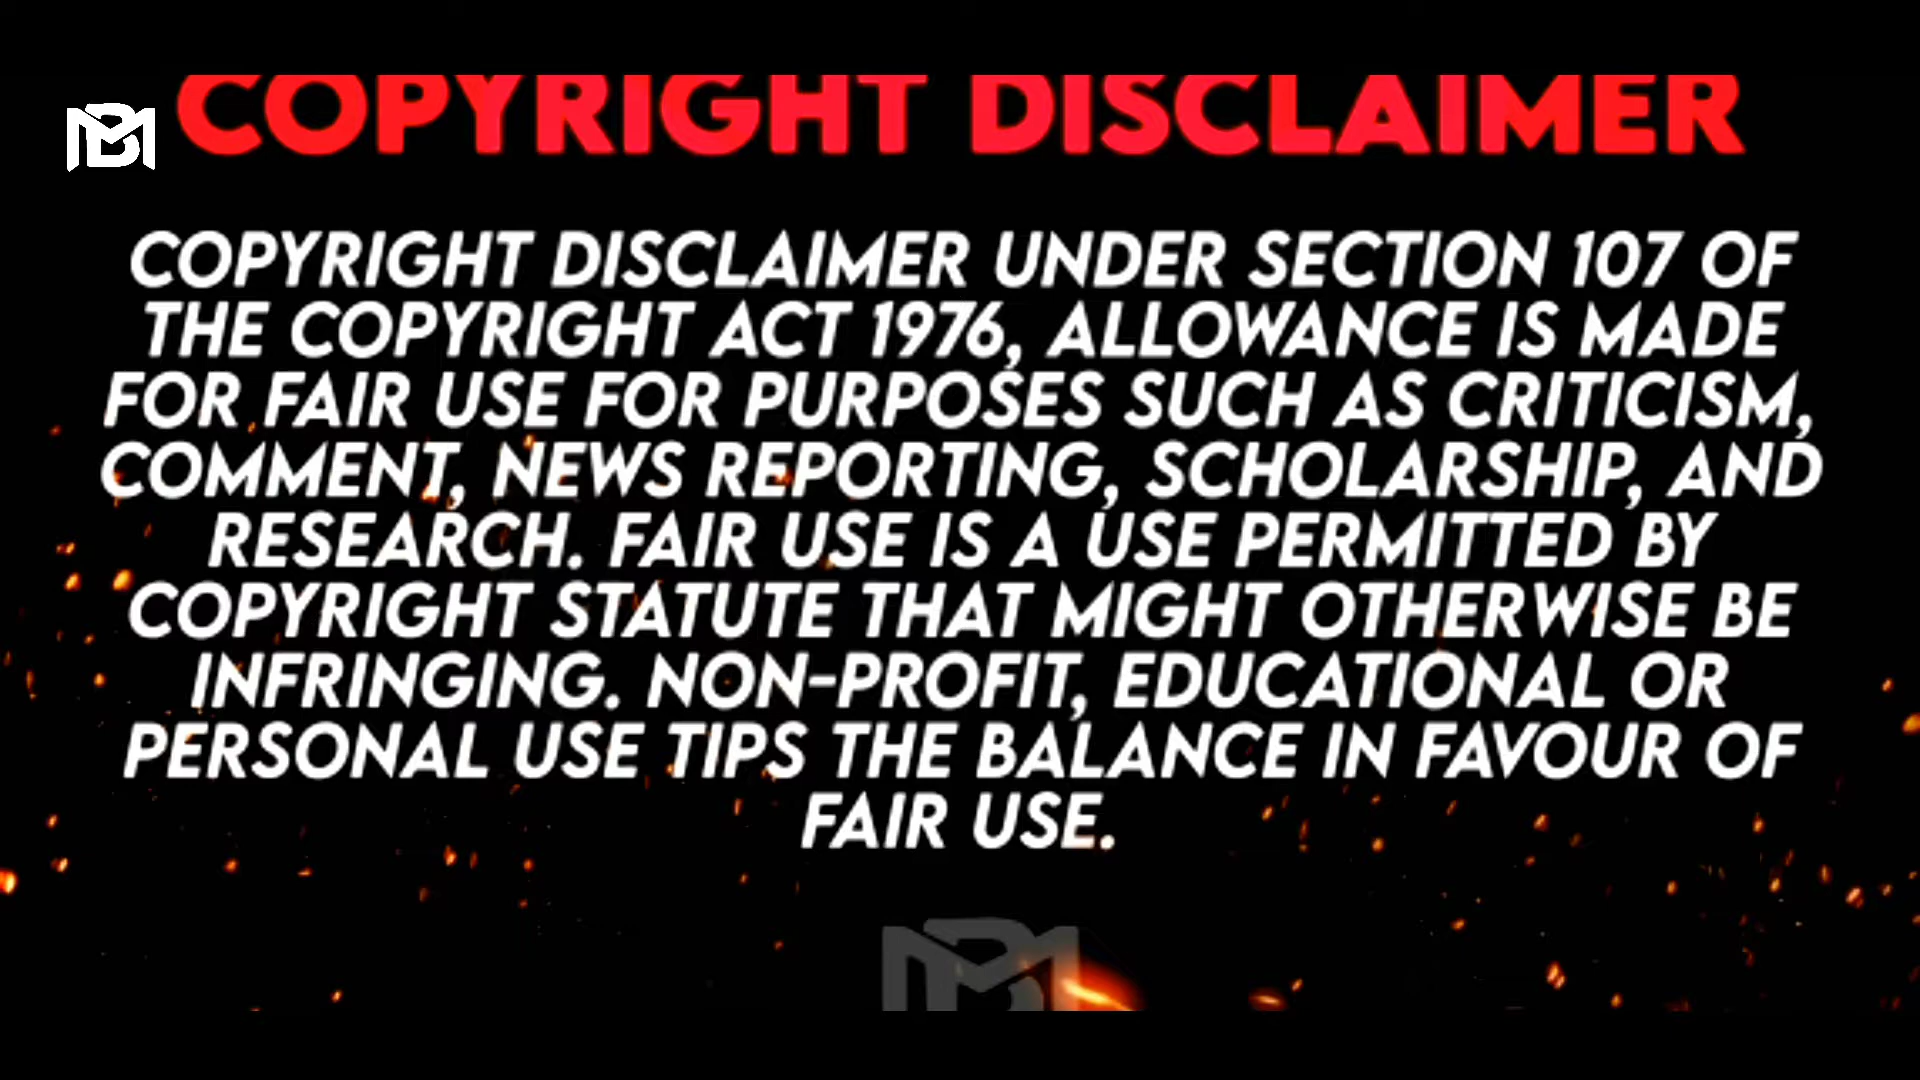 COPYRIGHT DISCLAIMER
COPYRIGHT DISCLAIMER UNDER SECTION 107 OF
THE COPYRIGHT ACT 1976, ALLOWANCE IS MADE
FOR FAIR USE FOR PURPOSES SUCH AS CRITICISM,
COMMENT, NEWS REPORTING, SCHOLARSHIP, AND
RESEARCH. FAIR USE IS A USE PERMITTED BY
COPYRIGHT STATUTE THAT MIGHT OTHERWISE BE
INFRINGING. NON-PROFIT, EDUCATIONAL OR
PERSONAL USE TIPS THE BALANCE IN FAVOUR OF
FAIR USE.